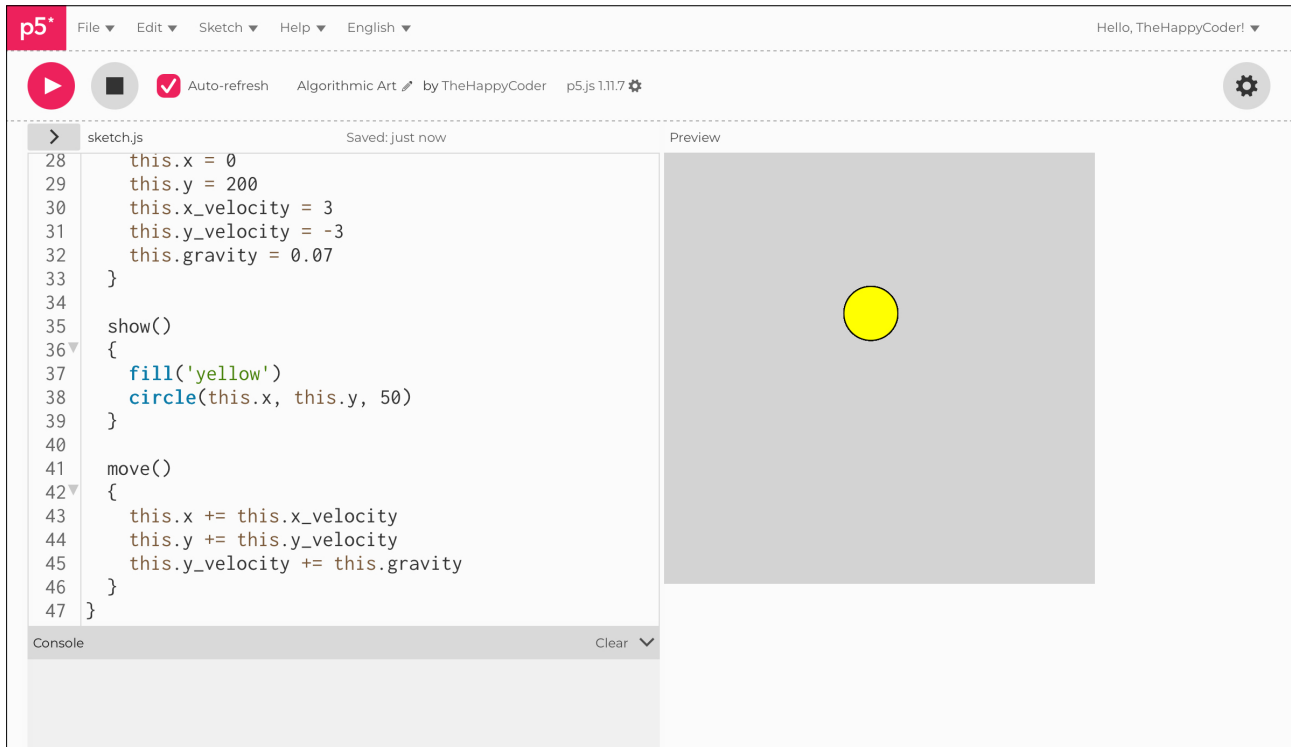 p5* File Edit Sketch Help English Hello, TheHappyCoder!
Auto-refresh Algorithmic Art by TheHappyCoder p5.js 1.11.7
sketch.js Saved: just now Preview
28 this.x = 0
29 this.y = 200
30 this.x_velocity = 3
31 this.y_velocity = -3
32 this.gravity = 0.07
33 }
34
35 show()
36 {
37 fill('yellow')
38 circle(this.x, this.y, 50)
39 }
40
41 move()
42 {
43 this.x += this.x_velocity
44 this.y += this.y_velocity
45 this.y_velocity += this.gravity
46 }
47 }
Console Clear